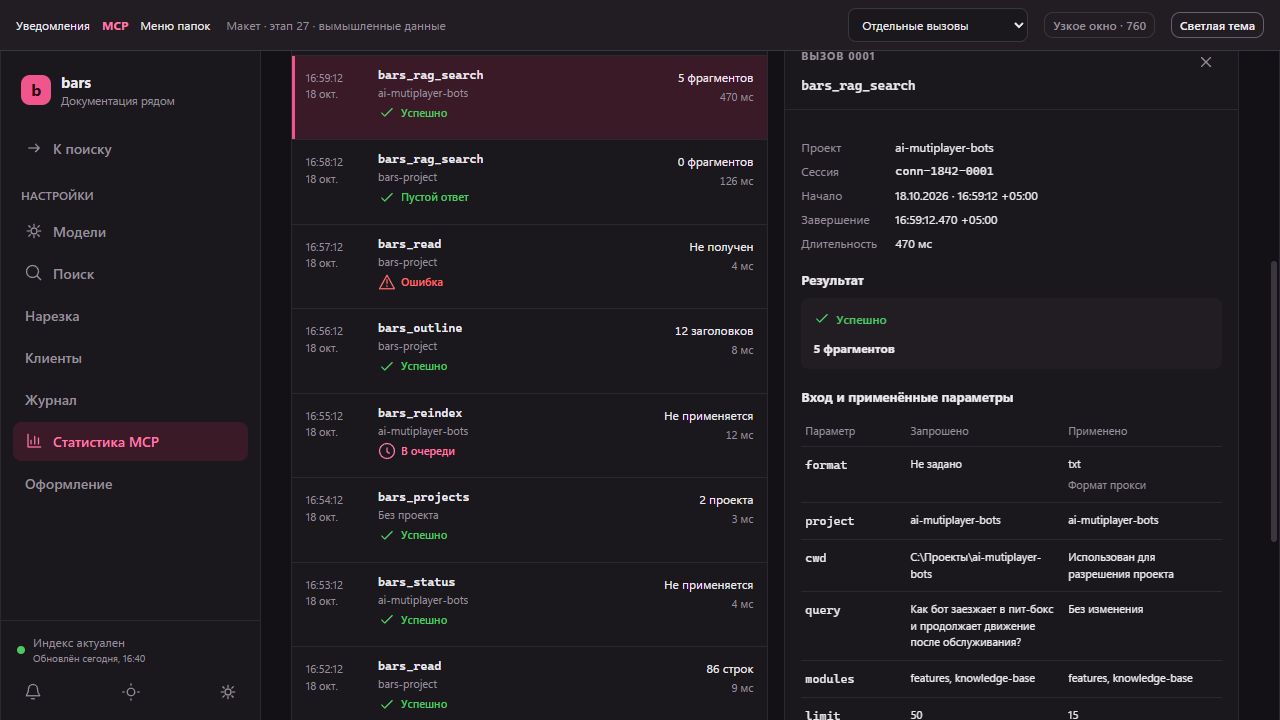 Уведомления MCP Меню папок Макет · этап 27 · вымышленные данные Отдельные вызовы Узкое окно · 760 Светлая тема
b
bars
Документация рядом
К поиску
НАСТРОЙКИ
Модели
Поиск
Нарезка
Клиенты
Журнал
Статистика MCP
Оформление
Индекс актуален
Обновлён сегодня, 16:40
16:59:12 bars_rag_search 5 фрагментов
18 окт. ai-mutiplayer-bots 470 мс
Успешно
16:58:12 bars_rag_search 0 фрагментов
18 окт. bars-project 126 мс
Пустой ответ
16:57:12 bars_read Не получен
18 окт. bars-project 4 мс
Ошибка
16:56:12 bars_outline 12 заголовков
18 окт. bars-project 8 мс
Успешно
16:55:12 bars_reindex Не применяется
18 окт. ai-mutiplayer-bots 12 мс
В очереди
16:54:12 bars_projects 2 проекта
18 окт. Без проекта 3 мс
Успешно
16:53:12 bars_status Не применяется
18 окт. ai-mutiplayer-bots 4 мс
Успешно
16:52:12 bars_read 86 строк
18 окт. bars-project 9 мс
Успешно
ВЫЗОВ 0001
bars_rag_search
Проект ai-mutiplayer-bots
Сессия conn-1842-0001
Начало 18.10.2026 · 16:59:12 +05:00
Завершение 16:59:12.470 +05:00
Длительность 470 мс
Результат
Успешно
5 фрагментов
Вход и применённые параметры
Параметр Запрошено Применено
format Не задано txt
Формат прокси
project ai-mutiplayer-bots ai-mutiplayer-bots
cwd C:\Проекты\ai-mutiplayer- Использован для
bots разрешения проекта
query Как бот заезжает в пит-бокс Без изменения
и продолжает движение
после обслуживания?
modules features, knowledge-base features, knowledge-base
limit 50 15